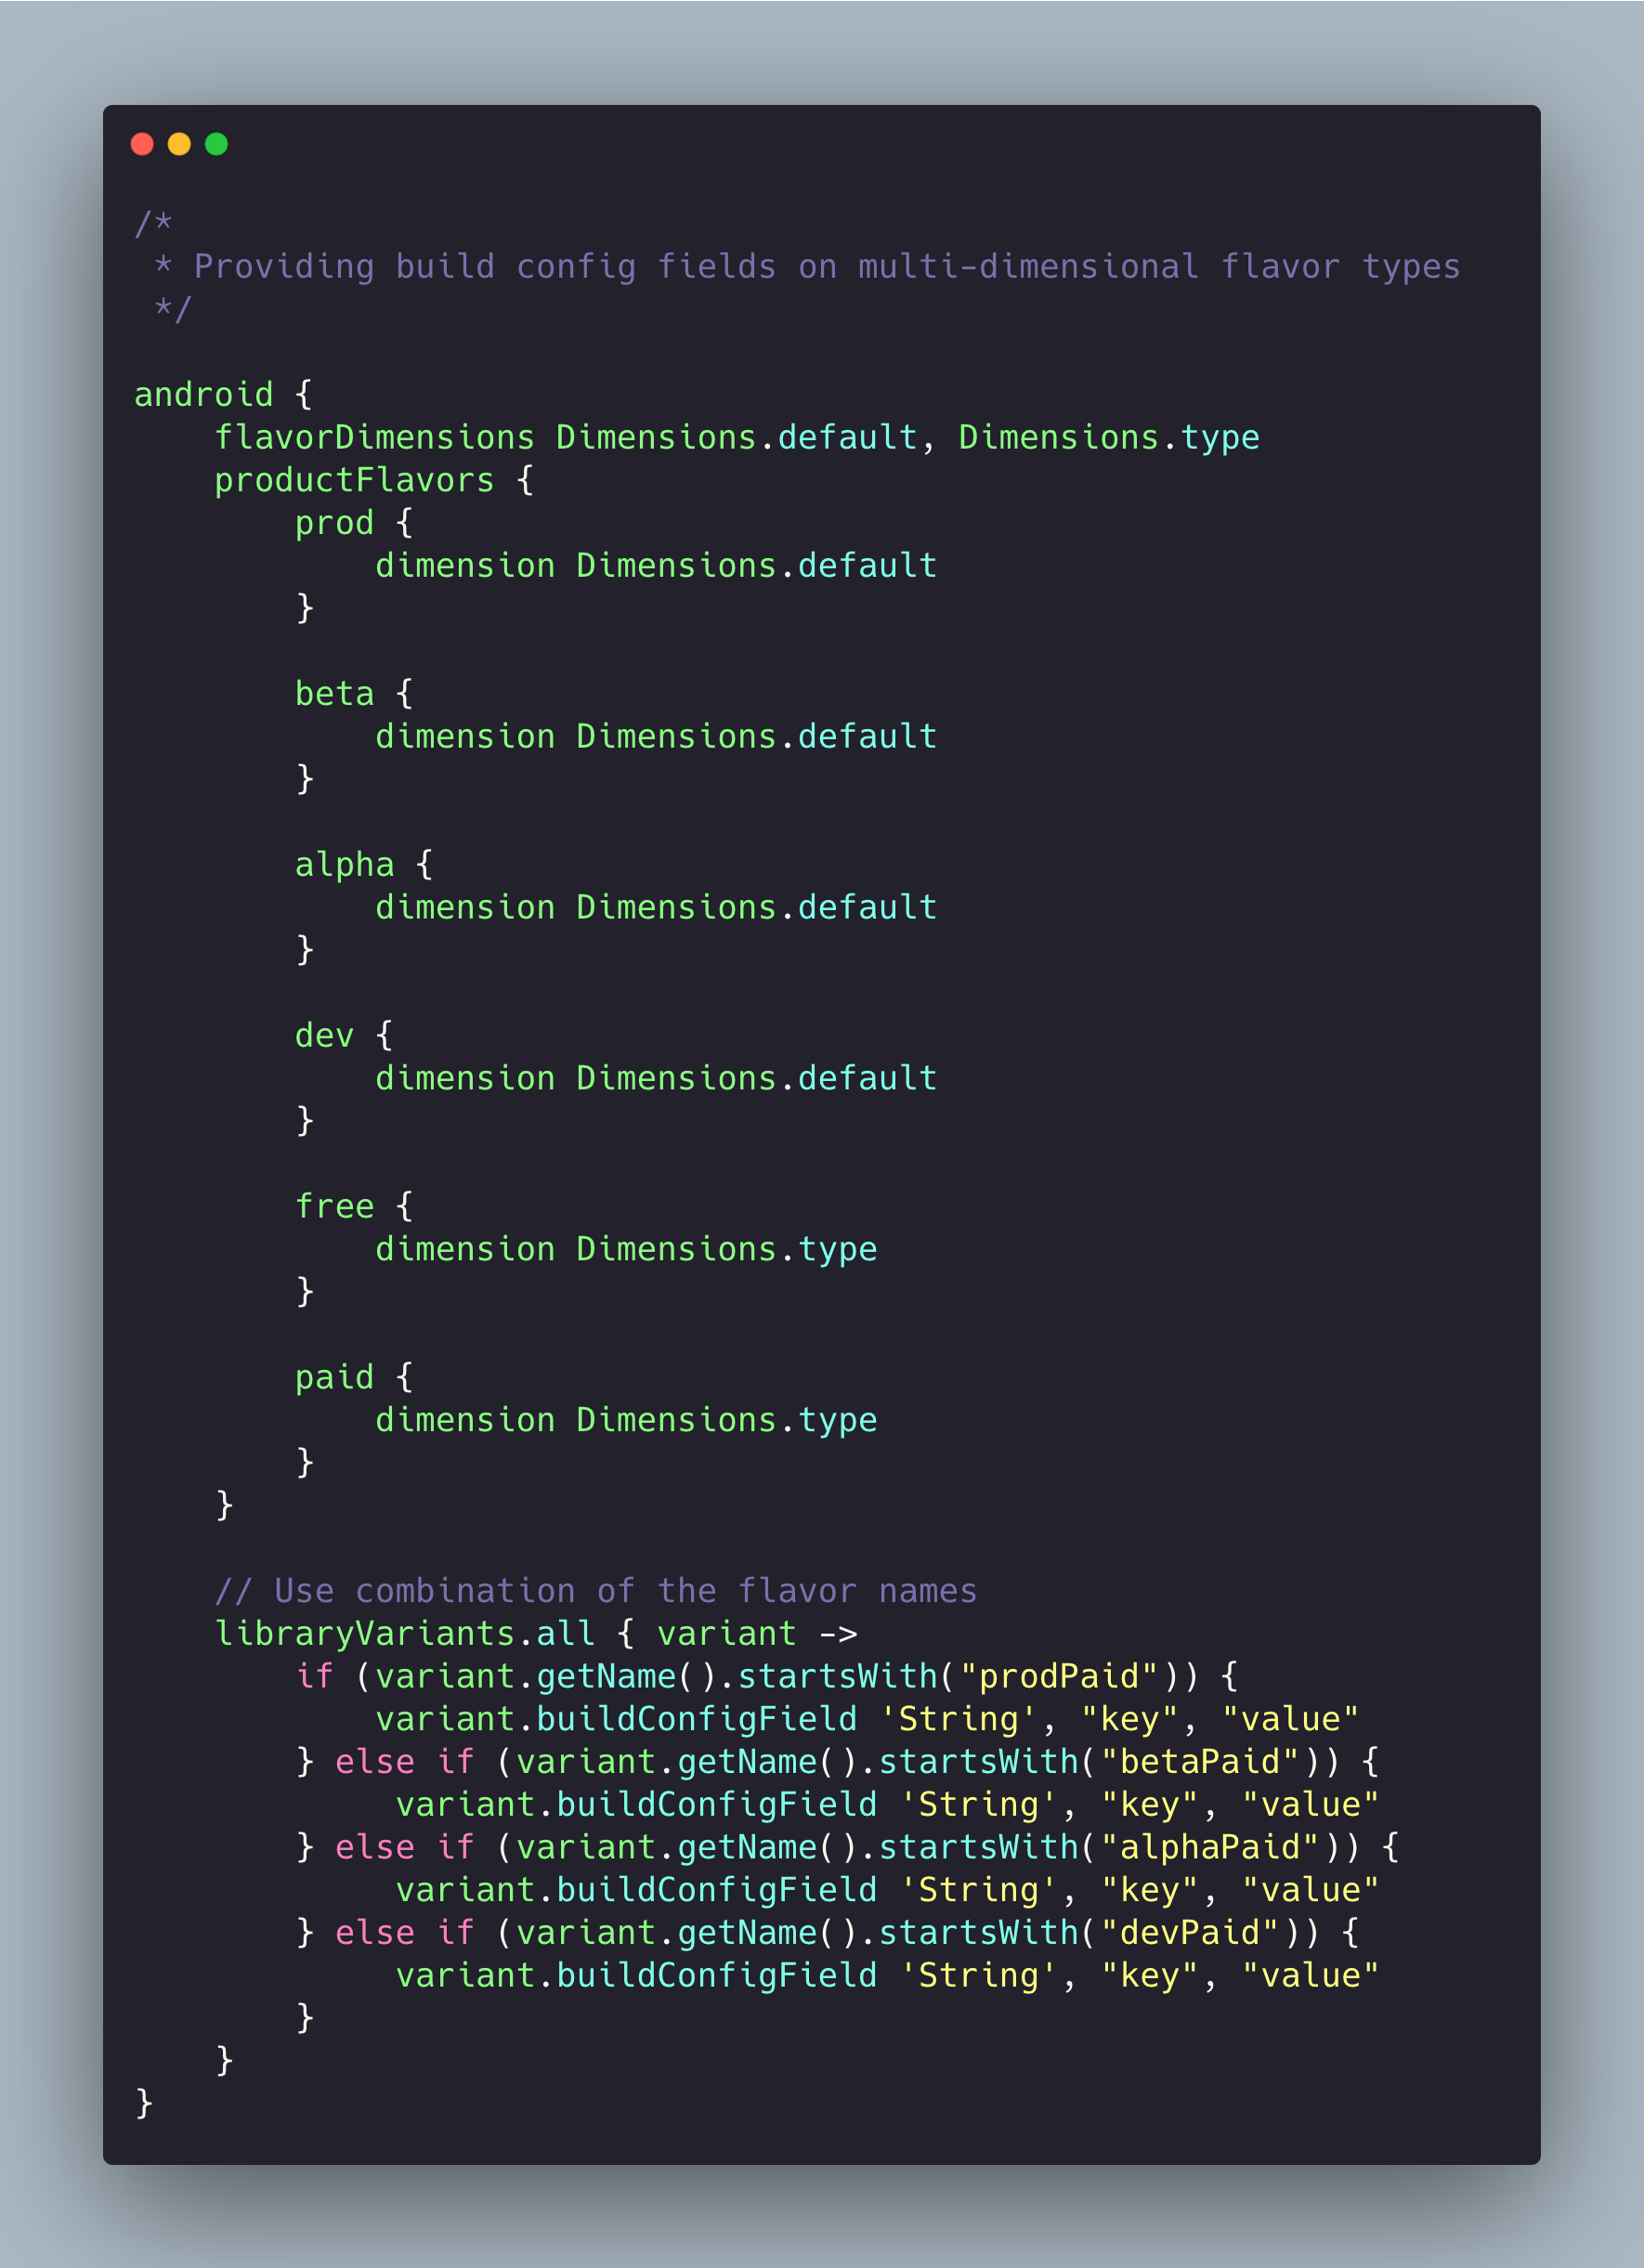 /*
 * Providing build config fields on multi-dimensional flavor types
 */

android {
    flavorDimensions Dimensions.default, Dimensions.type
    productFlavors {
        prod {
            dimension Dimensions.default
        }

        beta {
            dimension Dimensions.default
        }

        alpha {
            dimension Dimensions.default
        }

        dev {
            dimension Dimensions.default
        }

        free {
            dimension Dimensions.type
        }

        paid {
            dimension Dimensions.type
        }
    }

    // Use combination of the flavor names
    libraryVariants.all { variant ->
        if (variant.getName().startsWith("prodPaid")) {
            variant.buildConfigField 'String', "key", "value"
        } else if (variant.getName().startsWith("betaPaid")) {
             variant.buildConfigField 'String', "key", "value"
        } else if (variant.getName().startsWith("alphaPaid")) {
             variant.buildConfigField 'String', "key", "value"
        } else if (variant.getName().startsWith("devPaid")) {
             variant.buildConfigField 'String', "key", "value"
        }
    }
}